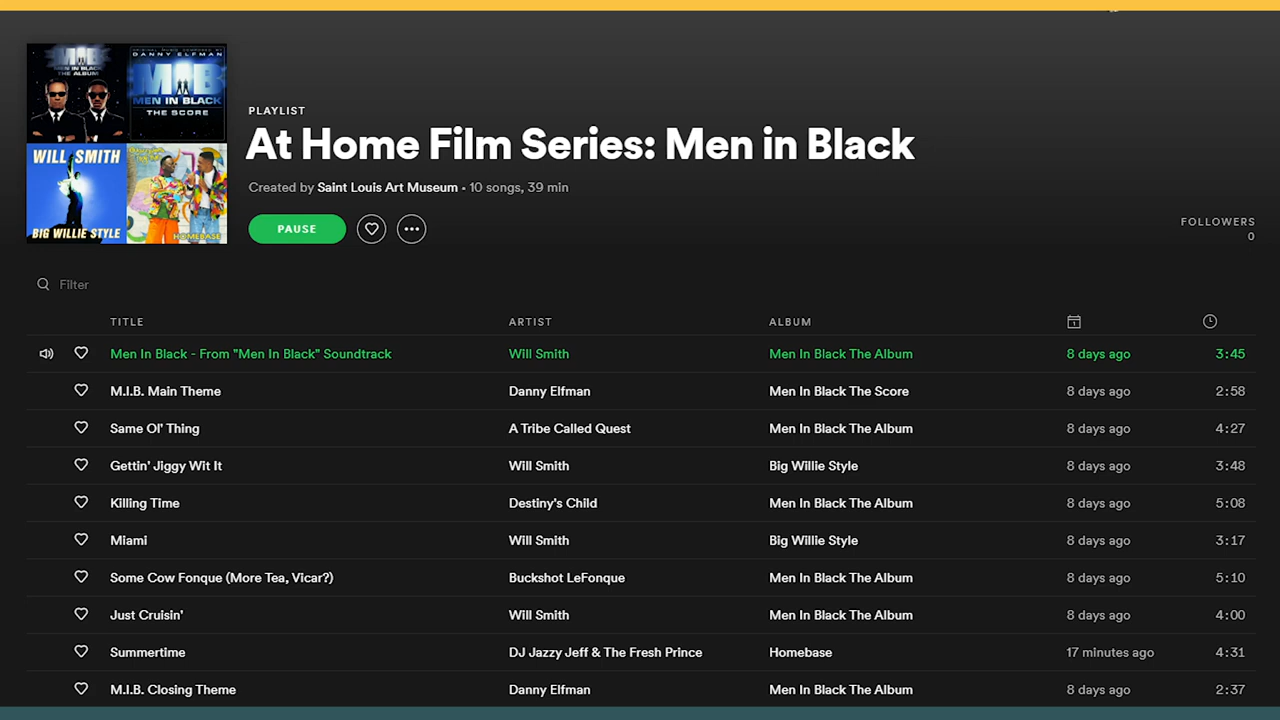 MEN IN BLACK
THE ALBUM
ORIGINAL MUSIC COMPOSED BY
DANNY ELFMAN
MIB
MEN IN BLACK
THE SCORE
WILL SMITH
BIG WILLIE STYLE
HOMEBASE
PLAYLIST
At Home Film Series: Men in Black
Created by Saint Louis Art Museum • 10 songs, 39 min
PAUSE
FOLLOWERS
0
Filter
TITLE ARTIST ALBUM
Men In Black - From "Men In Black" Soundtrack Will Smith Men In Black The Album 8 days ago 3:45
M.I.B. Main Theme Danny Elfman Men In Black The Score 8 days ago 2:58
Same Ol' Thing A Tribe Called Quest Men In Black The Album 8 days ago 4:27
Gettin' Jiggy Wit It Will Smith Big Willie Style 8 days ago 3:48
Killing Time Destiny's Child Men In Black The Album 8 days ago 5:08
Miami Will Smith Big Willie Style 8 days ago 3:17
Some Cow Fonque (More Tea, Vicar?) Buckshot LeFonque Men In Black The Album 8 days ago 5:10
Just Cruisin' Will Smith Men In Black The Album 8 days ago 4:00
Summertime DJ Jazzy Jeff & The Fresh Prince Homebase 17 minutes ago 4:31
M.I.B. Closing Theme Danny Elfman Men In Black The Album 8 days ago 2:37